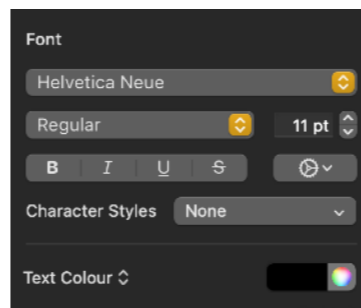 Font
Helvetica Neue
Regular 11 pt
B I U S
Character Styles None
Text Colour